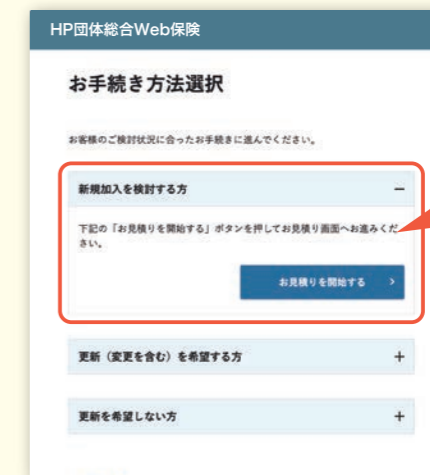 HP団体総合Web保険
お手続き方法選択
お客様のご検討状況に合ったお手続きに進んでください。
新規加入を検討する方
下記の「お見積りを開始する」ボタンを押してお見積り画面へお進みくだ
さい。
お見積りを開始する
更新（変更を含む）を希望する方
更新を希望しない方